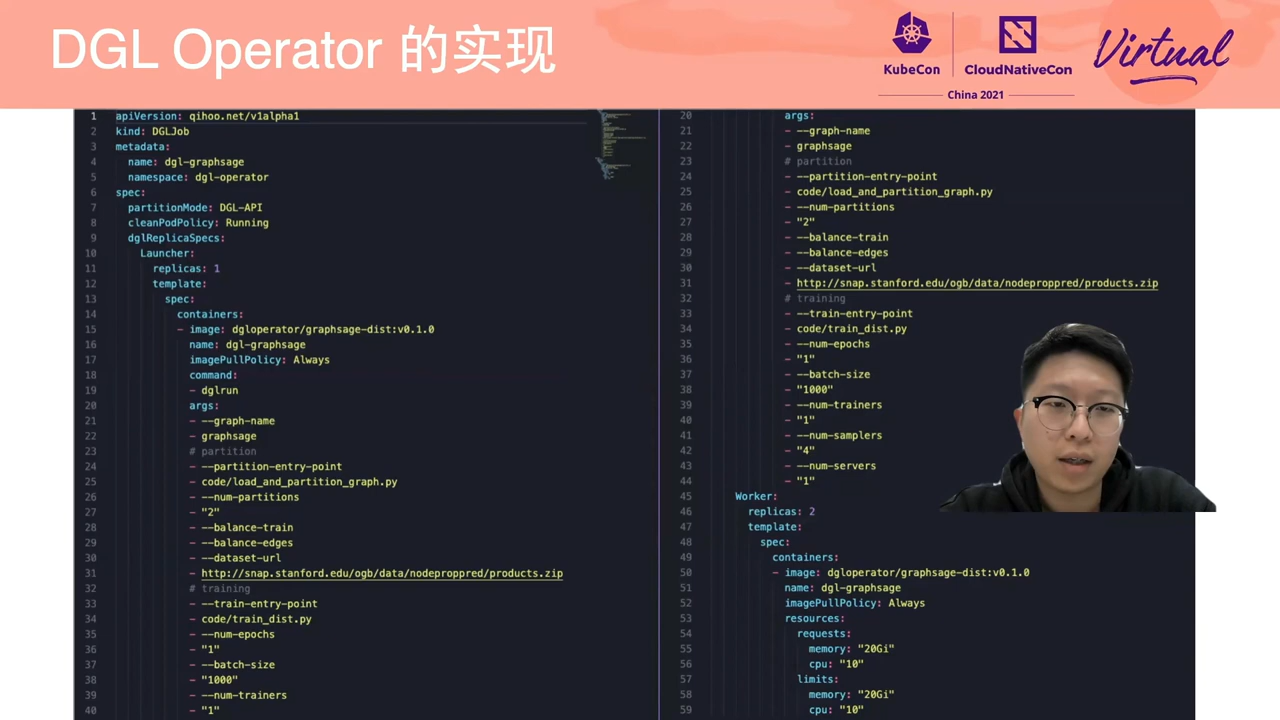 DGL Operator 的实现
KubeCon
CloudNativeCon
Virtual
China 2021
1 apiVersion: qihoo.net/v1alpha1
2 kind: DGLJob
3 metadata:
4 name: dgl-graphsage
5 namespace: dgl-operator
6 spec:
7 partitionMode: DGL-API
8 cleanPodPolicy: Running
9 dglReplicaSpecs:
10 Launcher:
11 replicas: 1
12 template:
13 spec:
14 containers:
15 - image: dgloperator/graphsage-dist:v0.1.0
16 name: dgl-graphsage
17 imagePullPolicy: Always
18 command:
19 - dglrun
20 args:
21 - --graph-name
22 - graphsage
23 # partition
24 - --partition-entry-point
25 - code/load_and_partition_graph.py
26 - --num-partitions
27 - "2"
28 - --balance-train
29 - --balance-edges
30 - --dataset-url
31 - http://snap.stanford.edu/ogb/data/nodeproppred/products.zip
32 # training
33 - --train-entry-point
34 - code/train_dist.py
35 - --num-epochs
36 - "1"
37 - --batch-size
38 - "1000"
39 - --num-trainers
40 - "1"
20 args:
21 - --graph-name
22 - graphsage
23 # partition
24 - --partition-entry-point
25 - code/load_and_partition_graph.py
26 - --num-partitions
27 - "2"
28 - --balance-train
29 - --balance-edges
30 - --dataset-url
31 - http://snap.stanford.edu/ogb/data/nodeproppred/products.zip
32 # training
33 - --train-entry-point
34 - code/train_dist.py
35 - --num-epochs
36 - "1"
37 - --batch-size
38 - "1000"
39 - --num-trainers
40 - "1"
41 - --num-samplers
42 - "4"
43 - --num-servers
44 - "1"
45 Worker:
46 replicas: 2
47 template:
48 spec:
49 containers:
50 - image: dgloperator/graphsage-dist:v0.1.0
51 name: dgl-graphsage
52 imagePullPolicy: Always
53 resources:
54 requests:
55 memory: "20Gi"
56 cpu: "10"
57 limits:
58 memory: "20Gi"
59 cpu: "10"